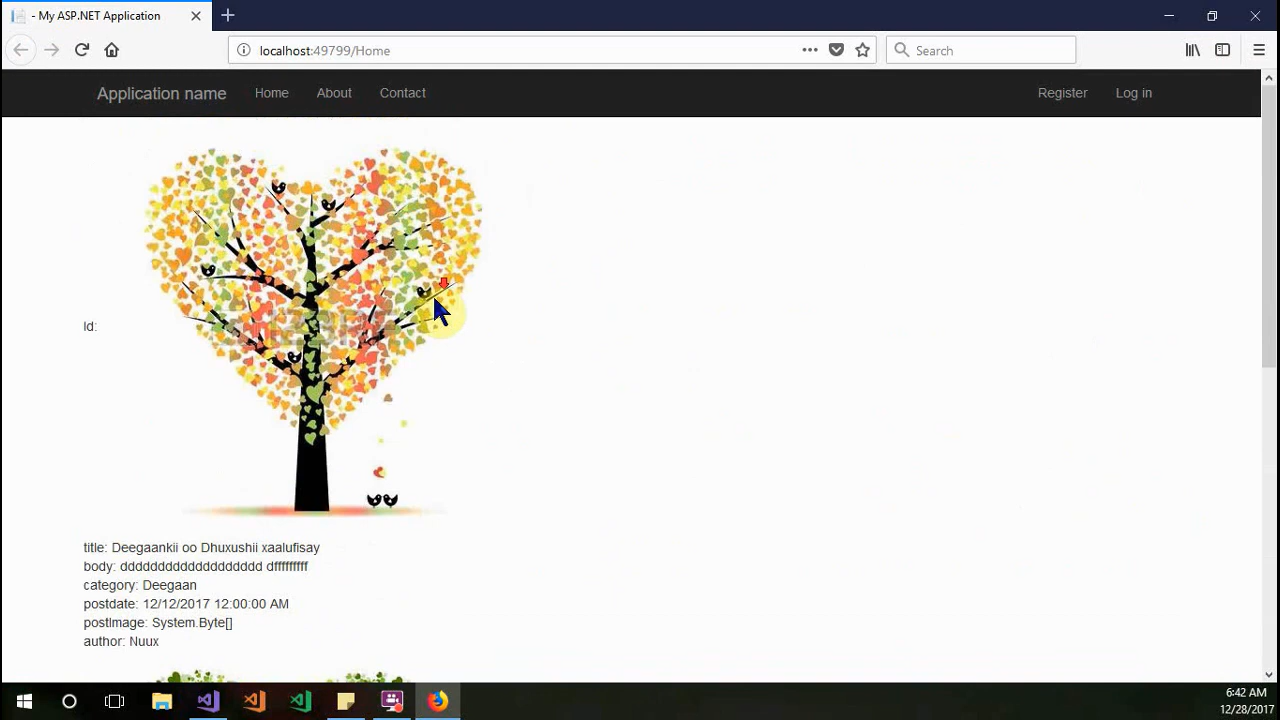 - My ASP.NET Application
localhost:49799/Home
Search
Application name Home About Contact Register Log in
Id:
title: Deegaankii oo Dhuxushii xaalufisay
body: ddddddddddddddddddd dfffffffff
category: Deegaan
postdate: 12/12/2017 12:00:00 AM
postImage: System.Byte[]
author: Nuux
6:42 AM
12/28/2017